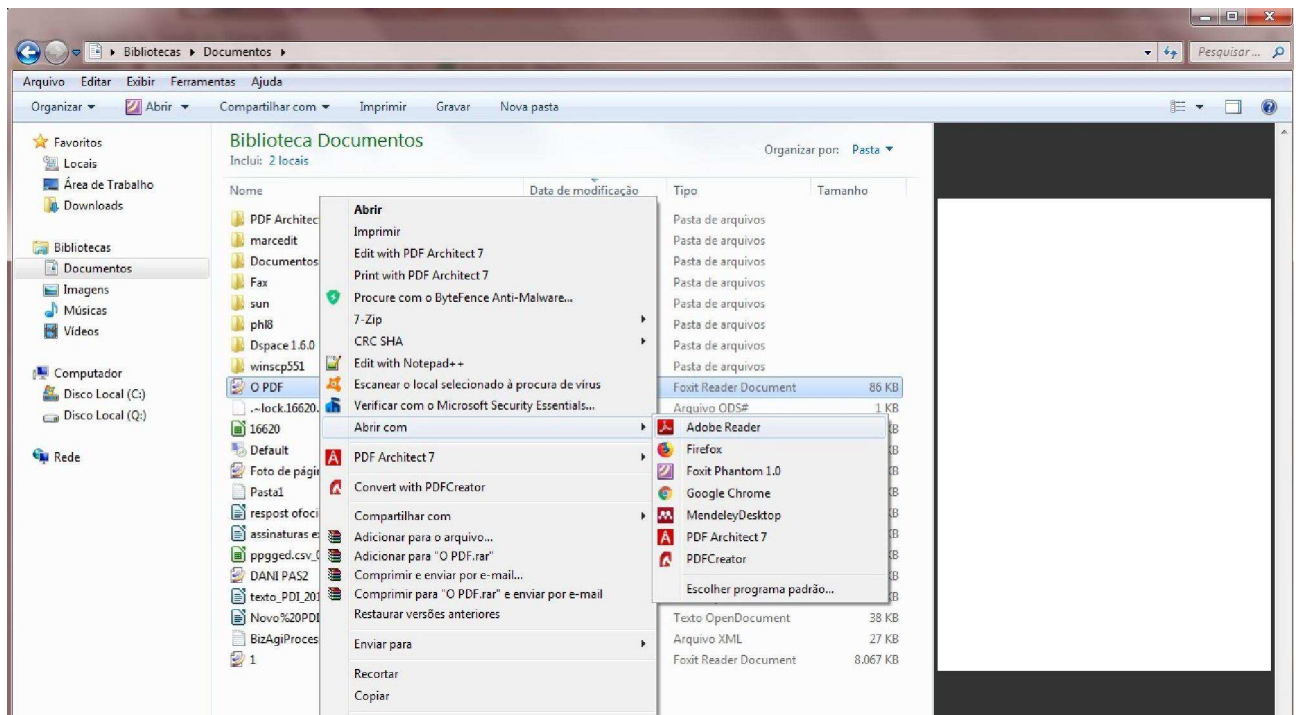 Bibliotecas Documentos
Pesquisar ...
Arquivo Editar Exibir Ferramentas Ajuda
Organizar Abrir Compartilhar com Imprimir Gravar Nova pasta
Favoritos
Locais
Área de Trabalho
Downloads
Bibliotecas
Documentos
Imagens
Músicas
Vídeos
Computador
Disco Local (C:)
Disco Local (Q:)
Rede
Biblioteca Documentos
Inclui: 2 locais
Organizar por: Pasta
Nome Data de modificação Tipo Tamanho
PDF Architec Pasta de arquivos
marcedit Pasta de arquivos
Documentos Pasta de arquivos
Fax Pasta de arquivos
sun Pasta de arquivos
phl8 Pasta de arquivos
Dspace 1.6.0 Pasta de arquivos
winscp551 Pasta de arquivos
O PDF Foxit Reader Document 86 KB
.~lock.16620. Arquivo ODS# 1 KB
16620
Default
Foto de págin
Pasta1
respost ofoci
assinaturas e
ppgged.csv_
DANI PAS2
texto_PDI_201
Novo%20PDI Texto OpenDocument 38 KB
BizAgiProces Arquivo XML 27 KB
1 Foxit Reader Document 8.067 KB
Abrir
Imprimir
Edit with PDF Architect 7
Print with PDF Architect 7
Procure com o ByteFence Anti-Malware...
7-Zip
CRC SHA
Edit with Notepad++
Escanear o local selecionado à procura de vírus
Verificar com o Microsoft Security Essentials...
Abrir com
PDF Architect 7
Convert with PDFCreator
Compartilhar com
Adicionar para o arquivo...
Adicionar para "O PDF.rar"
Comprimir e enviar por e-mail...
Comprimir para "O PDF.rar" e enviar por e-mail
Restaurar versões anteriores
Enviar para
Recortar
Copiar
Adobe Reader
Firefox
Foxit Phantom 1.0
Google Chrome
MendeleyDesktop
PDF Architect 7
PDFCreator
Escolher programa padrão...